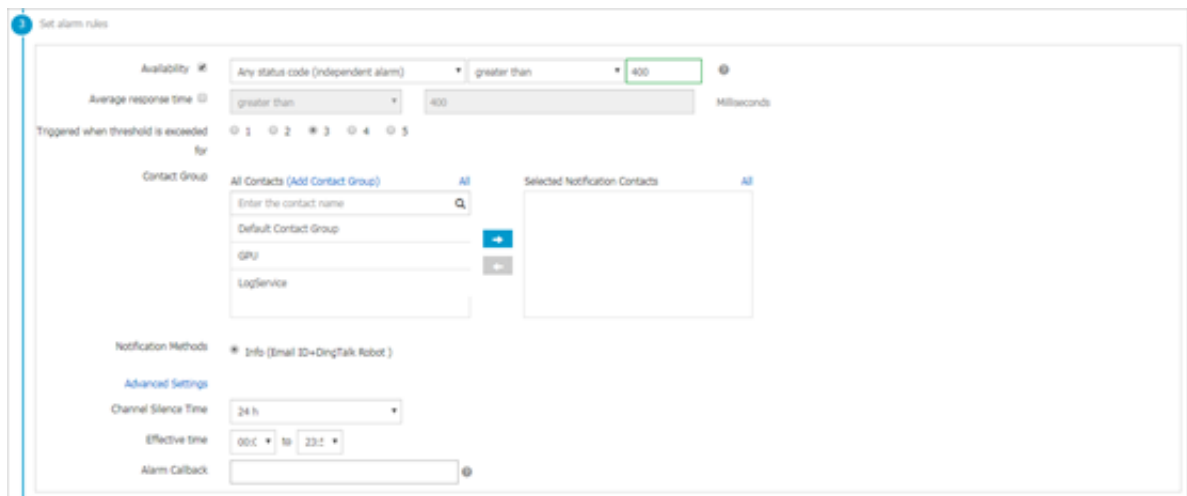 3 Set alarm rules
Availability Any status code (independent alarm) greater than 400
Average response time greater than 400 Milliseconds
Triggered when threshold is exceeded 1 2 3 4 5
for
Contact Group All Contacts (Add Contact Group) All Selected Notification Contacts All
Enter the contact name
Default Contact Group
GPU
LogService
Notification Methods Info (Email ID+DingTalk Robot )
Advanced Settings
Channel Silence Time 24 h
Effective time to
Alarm Callback